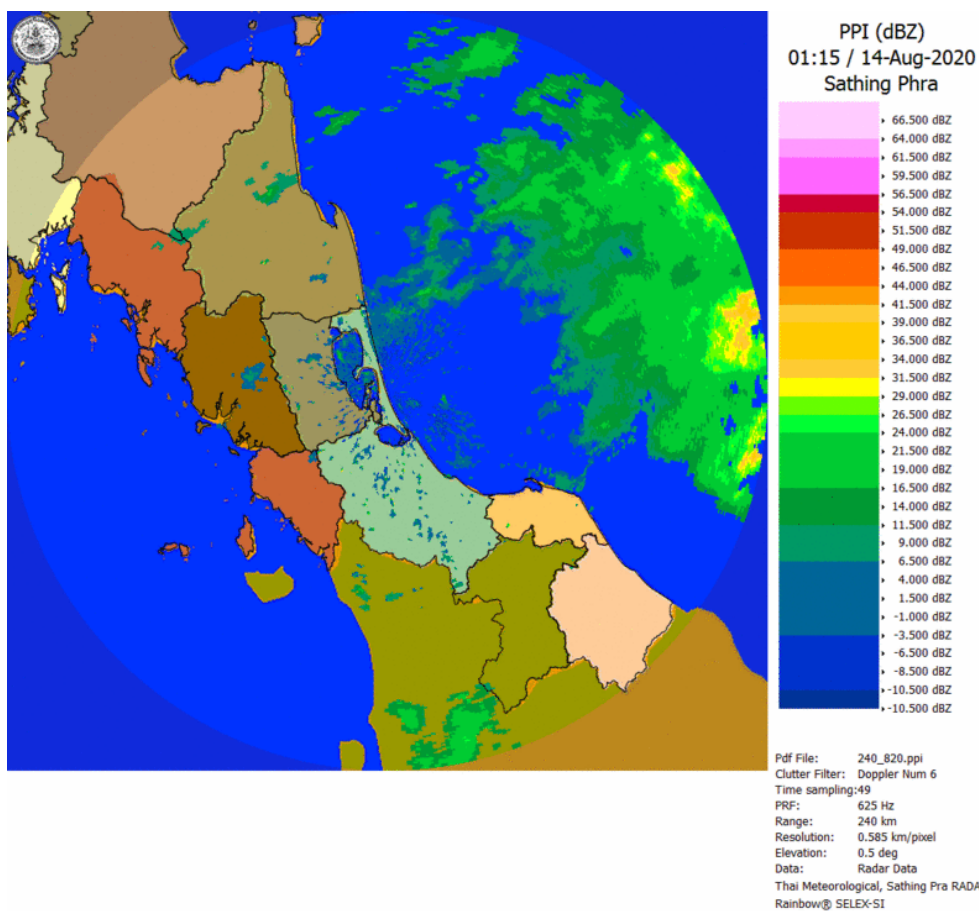 PPI (dBZ)
01:15 / 14-Aug-2020
Sathing Phra
66.500 dBZ
64.000 dBZ
61.500 dBZ
59.500 dBZ
56.500 dBZ
54.000 dBZ
51.500 dBZ
49.000 dBZ
46.500 dBZ
44.000 dBZ
41.500 dBZ
39.000 dBZ
36.500 dBZ
34.000 dBZ
31.500 dBZ
29.000 dBZ
26.500 dBZ
24.000 dBZ
21.500 dBZ
19.000 dBZ
16.500 dBZ
14.000 dBZ
11.500 dBZ
9.000 dBZ
6.500 dBZ
4.000 dBZ
1.500 dBZ
-1.000 dBZ
-3.500 dBZ
-6.500 dBZ
-8.500 dBZ
-10.500 dBZ
-10.500 dBZ
Pdf File: 240_820.ppi
Clutter Filter: Doppler Num 6
Time sampling:49
PRF: 625 Hz
Range: 240 km
Resolution: 0.585 km/pixel
Elevation: 0.5 deg
Data: Radar Data
Thai Meteorological, Sathing Pra RADA
Rainbow® SELEX-SI